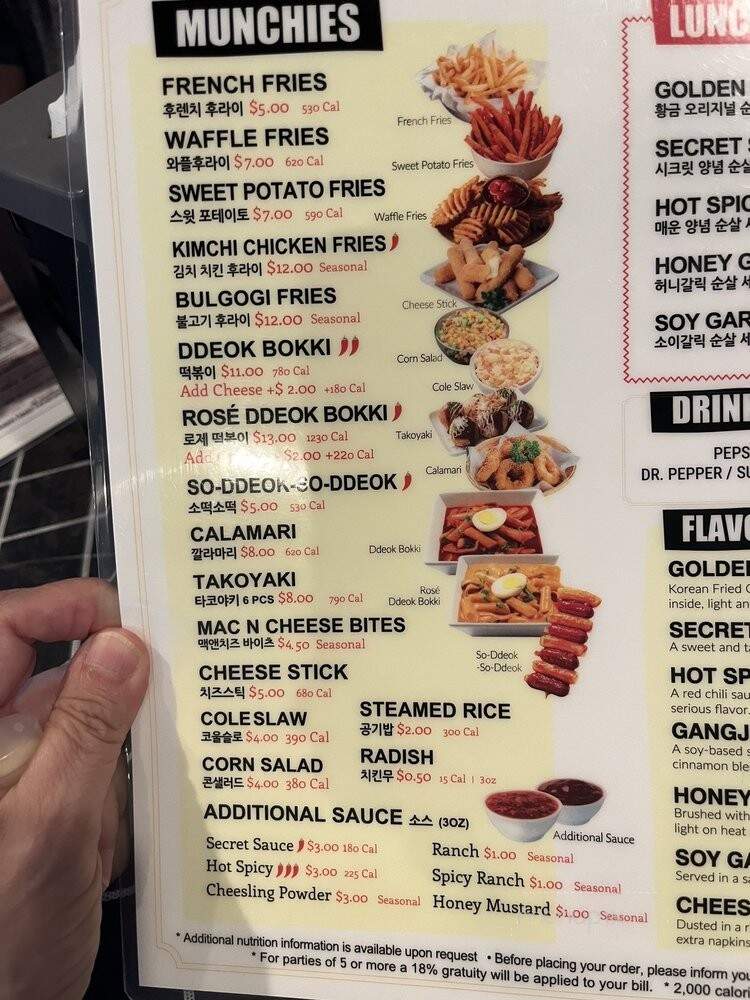 MUNCHIES
FRENCH FRIES
후렌치 후라이 $5.00 530 Cal
WAFFLE FRIES
와플후라이 $7.00 620 Cal
SWEET POTATO FRIES
스윗 포테이토 $7.00 590 Cal
KIMCHI CHICKEN FRIES
김치 치킨 후라이 $12.00 Seasonal
BULGOGI FRIES
불고기 후라이 $12.00 Seasonal
DDEOK BOKKI
떡볶이 $11.00 780 Cal
Add Cheese +$ 2.00 +180 Cal
ROSÉ DDEOK BOKKI
로제 떡볶이 $13.00 1230 Cal
Add $2.00 +220 Cal
SO-DDEOK-SO-DDEOK
소떡소떡 $5.00 530 Cal
CALAMARI
깔라마리 $8.00 620 Cal
TAKOYAKI
타코야키 6 PCS $8.00 790 Cal
MAC N CHEESE BITES
맥앤치즈 바이츠 $4.50 Seasonal
CHEESE STICK
치즈스틱 $5.00 680 Cal
COLE SLAW
코울슬로 $4.00 390 Cal
CORN SALAD
콘샐러드 $4.00 380 Cal
STEAMED RICE
공기밥 $2.00 300 Cal
RADISH
치킨무 $0.50 15 Cal | 3oz
ADDITIONAL SAUCE 소스 (3OZ)
Secret Sauce $3.00 180 Cal
Hot Spicy $3.00 225 Cal
Cheesling Powder $3.00 Seasonal
Ranch $1.00 Seasonal
Spicy Ranch $1.00 Seasonal
Honey Mustard $1.00 Seasonal
French Fries
Sweet Potato Fries
Waffle Fries
Cheese Stick
Corn Salad
Cole Slaw
Takoyaki
Calamari
Ddeok Bokki
Rosé
Ddeok Bokki
So-Ddeok
-So-Ddeok
Additional Sauce
* Additional nutrition information is available upon request • Before placing your order, please inform you
* For parties of 5 or more a 18% gratuity will be applied to your bill. * 2,000 calori
LUNC
GOLDEN
황금 오리지널 순
SECRET
시크릿 양념 순살
HOT SPIC
매운 양념 순살
HONEY G
허니갈릭 순살 세
SOY GAR
소이갈릭 순살 세
DRIN
PEPS
DR. PEPPER / SU
FLAVO
GOLDEN
Korean Fried
inside, light an
SECRET
A sweet and ta
HOT SP
A red chili sau
serious flavor.
GANGJ
A soy-based s
cinnamon ble
HONEY
Brushed with
light on heat
SOY GA
Served in a sa
CHEES
Dusted in a r
extra napkins